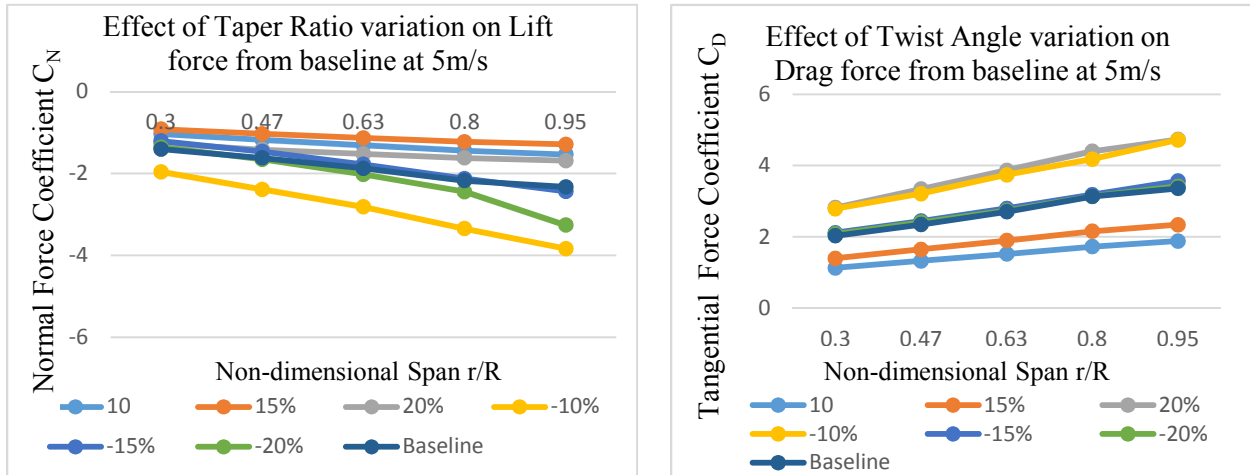 Effect of Taper Ratio variation on Lift
force from baseline at 5m/s
Normal Force Coefficient C_N
0
-2
-4
-6
0.3 0.47 0.63 0.8 0.95
Non-dimensional Span r/R
10 15% 20% -10%
-15% -20% Baseline
Effect of Twist Angle variation on
Drag force from baseline at 5m/s
Tangential Force Coefficient C_D
6
4
2
0
0.3 0.47 0.63 0.8 0.95
Non-dimensional Span r/R
10 15% 20%
-10% -15% -20%
Baseline